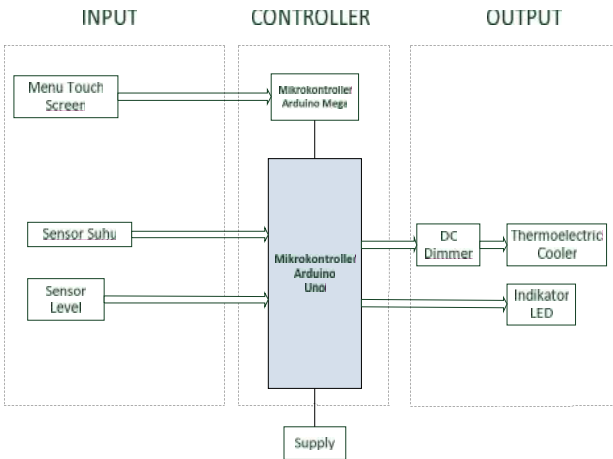 INPUT
CONTROLLER
OUTPUT
Menu Touch
Screen
Mikrokontroller
Arduino Mega
Sensor Suhu
Mikrokontroller
Arduino
Uno
DC
Dimmer
Thermoelectric
Cooler
Sensor
Level
Indikator
LED
Supply